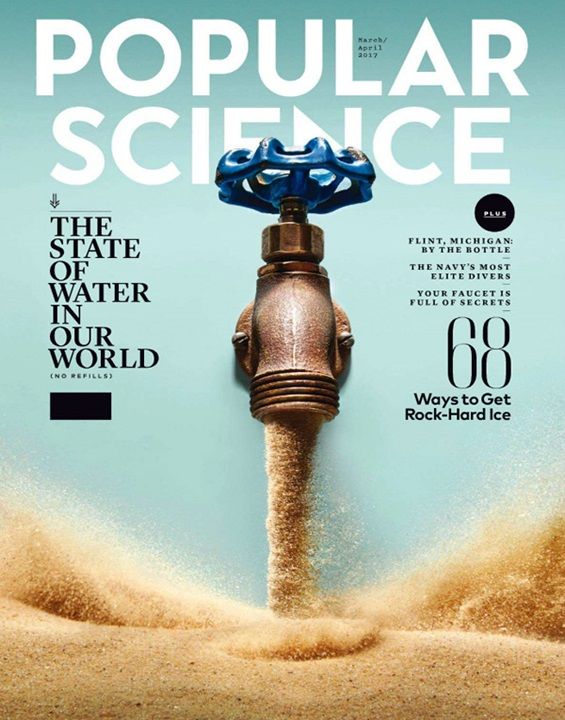 POPULAR
SCIENCE
March/
April
2017
THE
STATE
OF
WATER
IN
OUR
WORLD
(NO REFILLS)
PLUS
FLINT, MICHIGAN:
BY THE BOTTLE
THE NAVY'S MOST
ELITE DIVERS
YOUR FAUCET IS
FULL OF SECRETS
68
Ways to Get
Rock-Hard Ice